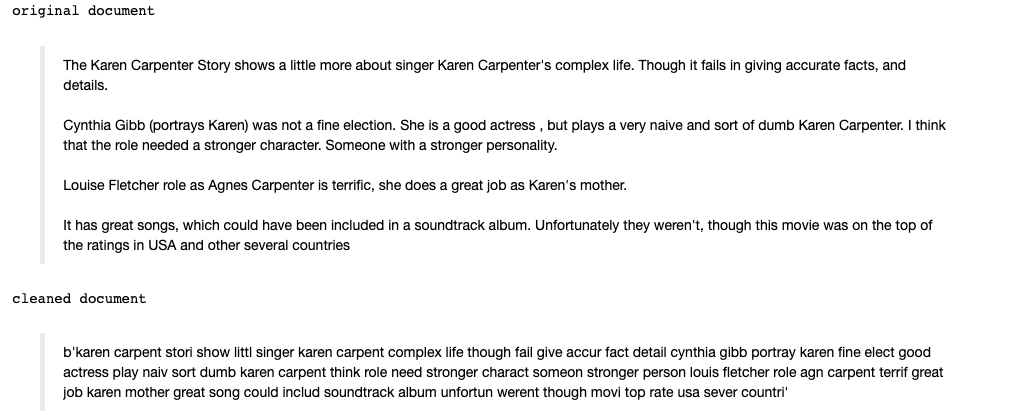 original document
The Karen Carpenter Story shows a little more about singer Karen Carpenter's complex life. Though it fails in giving accurate facts, and
details.
Cynthia Gibb (portrays Karen) was not a fine election. She is a good actress , but plays a very naive and sort of dumb Karen Carpenter. I think
that the role needed a stronger character. Someone with a stronger personality.
Louise Fletcher role as Agnes Carpenter is terrific, she does a great job as Karen's mother.
It has great songs, which could have been included in a soundtrack album. Unfortunately they weren't, though this movie was on the top of
the ratings in USA and other several countries
cleaned document
b'karen carpent stori show littl singer karen carpent complex life though fail give accur fact detail cynthia gibb portray karen fine elect good
actress play naiv sort dumb karen carpent think role need stronger charact someon stronger person louis fletcher role agn carpent terrif great
job karen mother great song could includ soundtrack album unfortun werent though movi top rate usa sever countri'